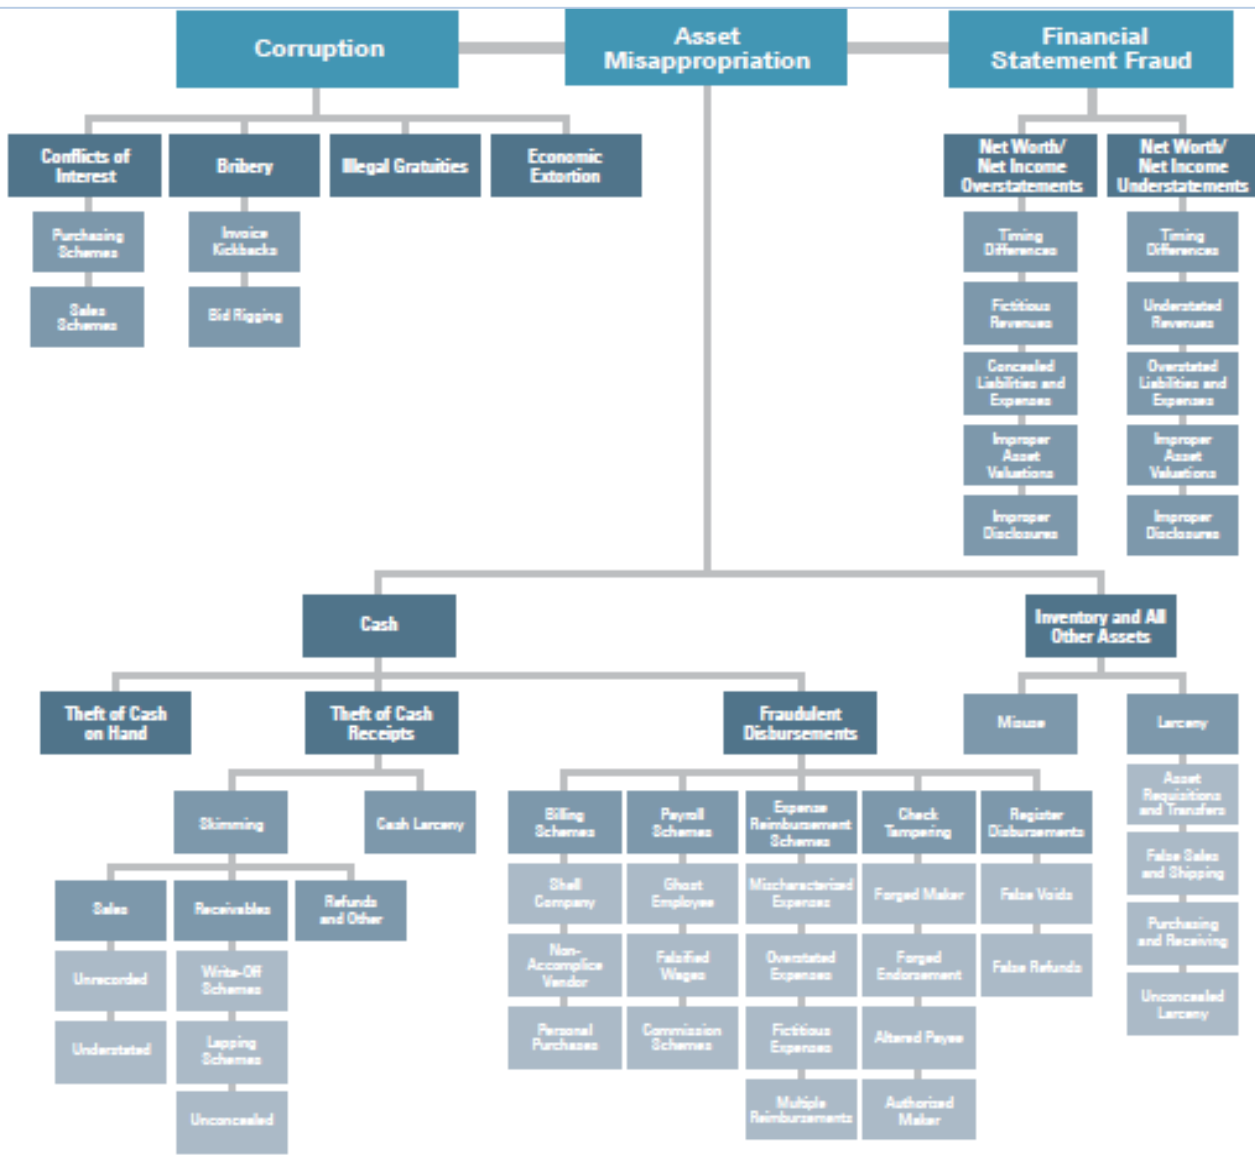 Corruption
Asset
Misappropriation
Financial
Statement Fraud
Conflicts of
Interest
Bribery
Illegal Gratuities
Economic
Extortion
Net Worth/
Net Income
Overstatements
Net Worth/
Net Income
Understatements
Purchasing
Schemes
Invoice
Kickbacks
Timing
Differences
Timing
Differences
Sales
Schemes
Bid Rigging
Fictitious
Revenues
Understated
Revenues
Concealed
Liabilities and
Expenses
Overstated
Liabilities and
Expenses
Improper
Asset
Valuations
Improper
Asset
Valuations
Improper
Disclosures
Improper
Disclosures
Cash
Inventory and All
Other Assets
Theft of Cash
on Hand
Theft of Cash
Receipts
Fraudulent
Disbursements
Misuse
Larceny
Skimming
Cash Larceny
Billing
Schemes
Payroll
Schemes
Expense
Reimbursement
Schemes
Check
Tampering
Register
Disbursements
Asset
Requisitions
and Transfers
Sales
Receivables
Refunds
and Other
Shell
Company
Ghost
Employee
Mischaracterized
Expenses
Forged Maker
False Voids
False Sales
and Shipping
Unrecorded
Write-Off
Schemes
Non-
Accomplice
Vendor
Falsified
Wages
Overstated
Expenses
Forged
Endorsement
False Refunds
Purchasing
and Receiving
Understated
Lapping
Schemes
Personal
Purchases
Commission
Schemes
Fictitious
Expenses
Altered Payee
Unconcealed
Larceny
Unconcealed
Multiple
Reimbursements
Authorized
Maker